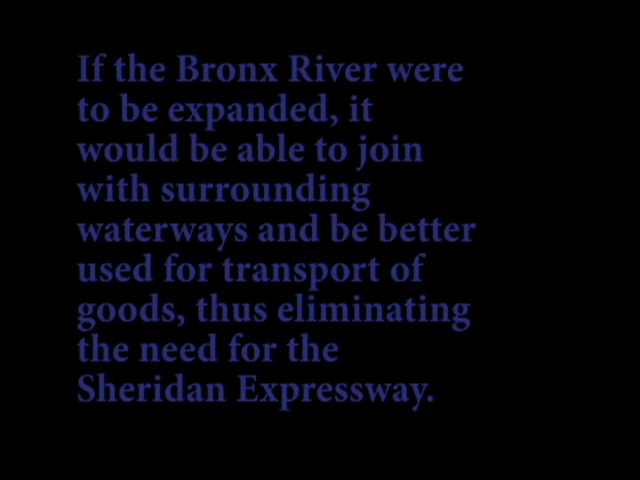 If the Bronx River were
to be expanded, it
would be able to join
with surrounding
waterways and be better
used for transport of
goods, thus eliminating
the need for the
Sheridan Expressway.